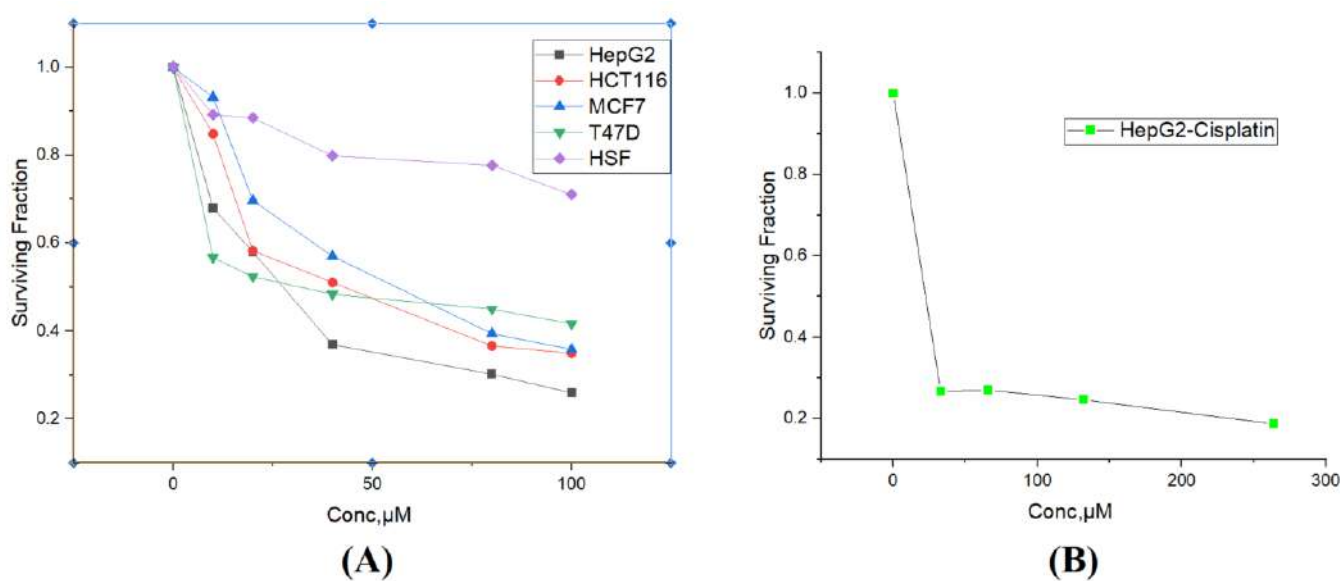 HepG2
HCT116
MCF7
T47D
HSF
1.0
0.8
0.6
0.4
0.2
Surviving Fraction
0
50
100
Conc,µM
(A)
HepG2-Cisplatin
1.0
0.8
0.6
0.4
0.2
Surviving Fraction
0
100
200
300
Conc,µM
(B)